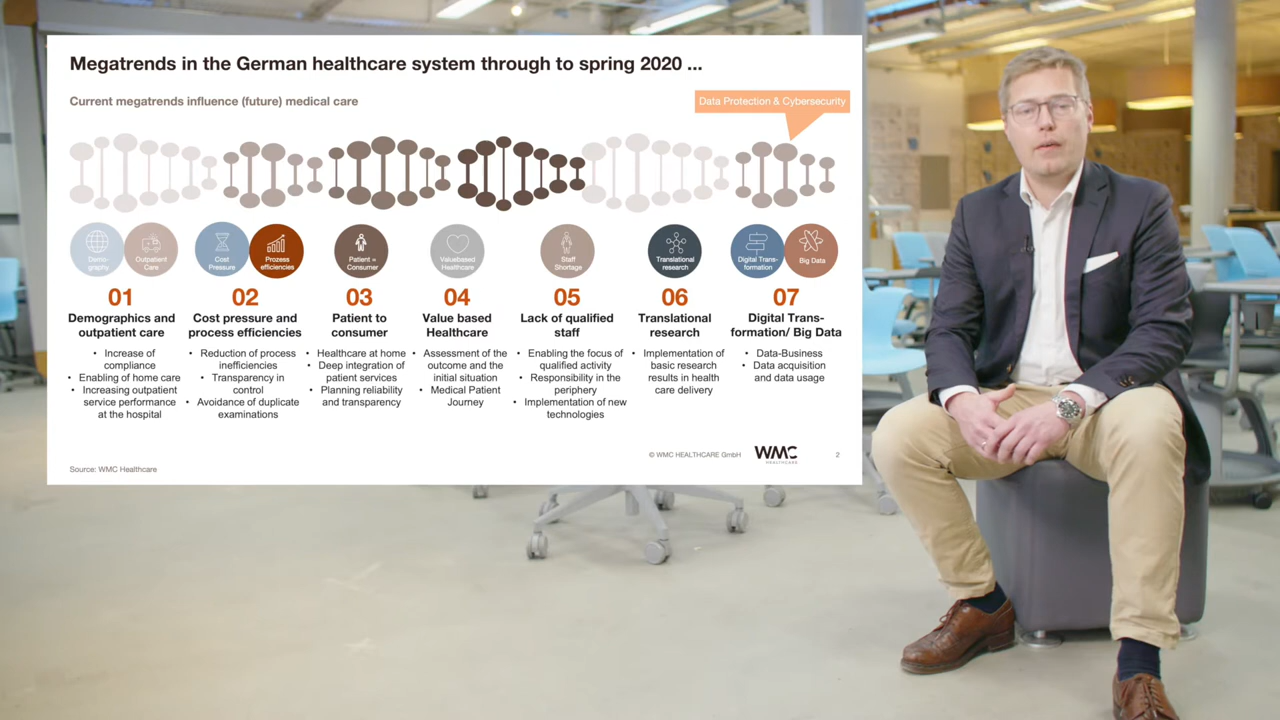 Megatrends in the German healthcare system through to spring 2020 ...
Current megatrends influence (future) medical care
Data Protection & Cybersecurity
Demo-
graphy
Outpatient
Care
Cost
Pressure
Prozess
efficiencies
Patient =
Consumer
Valuebased
Healthcare
Staff
Shortage
Translational
research
Digital Trans-
formation
Big Data
01
Demographics and
outpatient care
• Increase of
compliance
• Enabling of home care
• Increasing outpatient
service performance
at the hospital
02
Cost pressure and
process efficiencies
• Reduction of process
inefficiencies
• Transparency in
control
• Avoidance of duplicate
examinations
03
Patient to
consumer
• Healthcare at home
• Deep integration of
patient services
• Planning reliability
and transparency
04
Value based
Healthcare
• Assessment of the
outcome and the
initial situation
• Medical Patient
Journey
05
Lack of qualified
staff
• Enabling the focus of
qualified activity
• Responsibility in the
periphery
• Implementation of new
technologies
06
Translational
research
• Implementation of
basic research
results in health
care delivery
07
Digital Trans-
formation/ Big Data
• Data-Business
• Data acquisition
and data usage
Source: WMC Healthcare
© WMC HEALTHCARE GmbH
WMC
HEALTHCARE
2